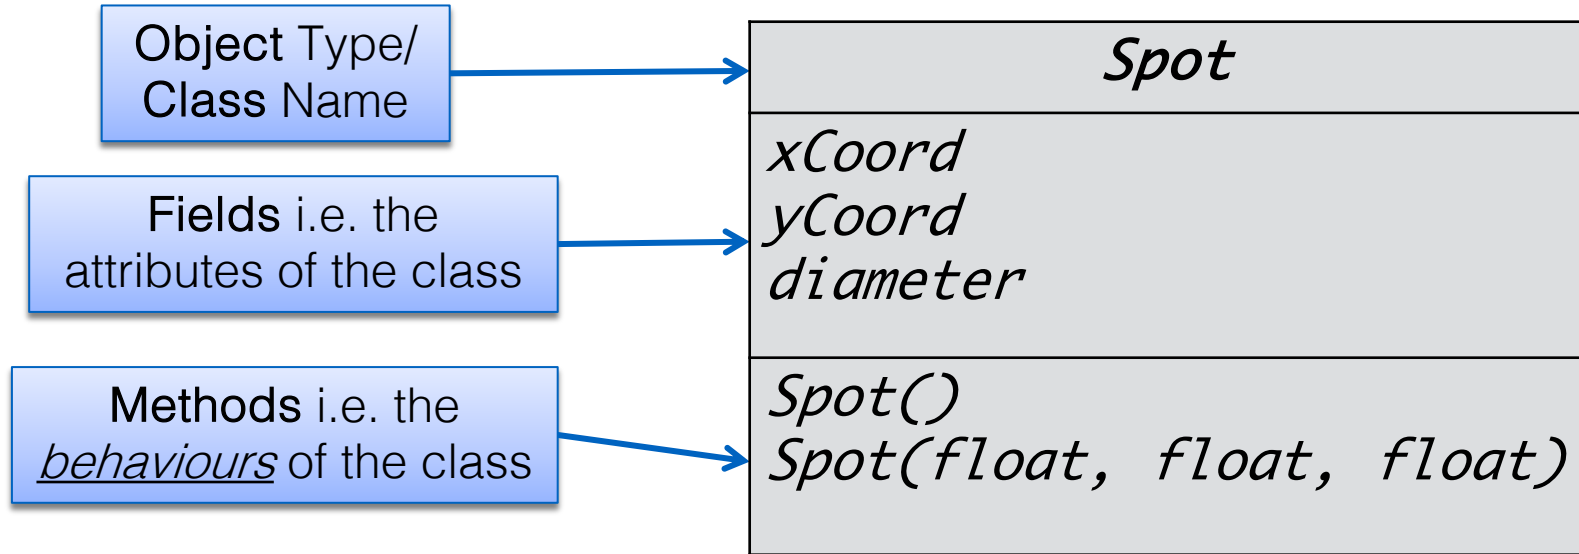 Object Type/
Class Name
Spot
Fields i.e. the
attributes of the class
xCoord
yCoord
diameter
Methods i.e. the
behaviours of the class
Spot()
Spot(float, float, float)